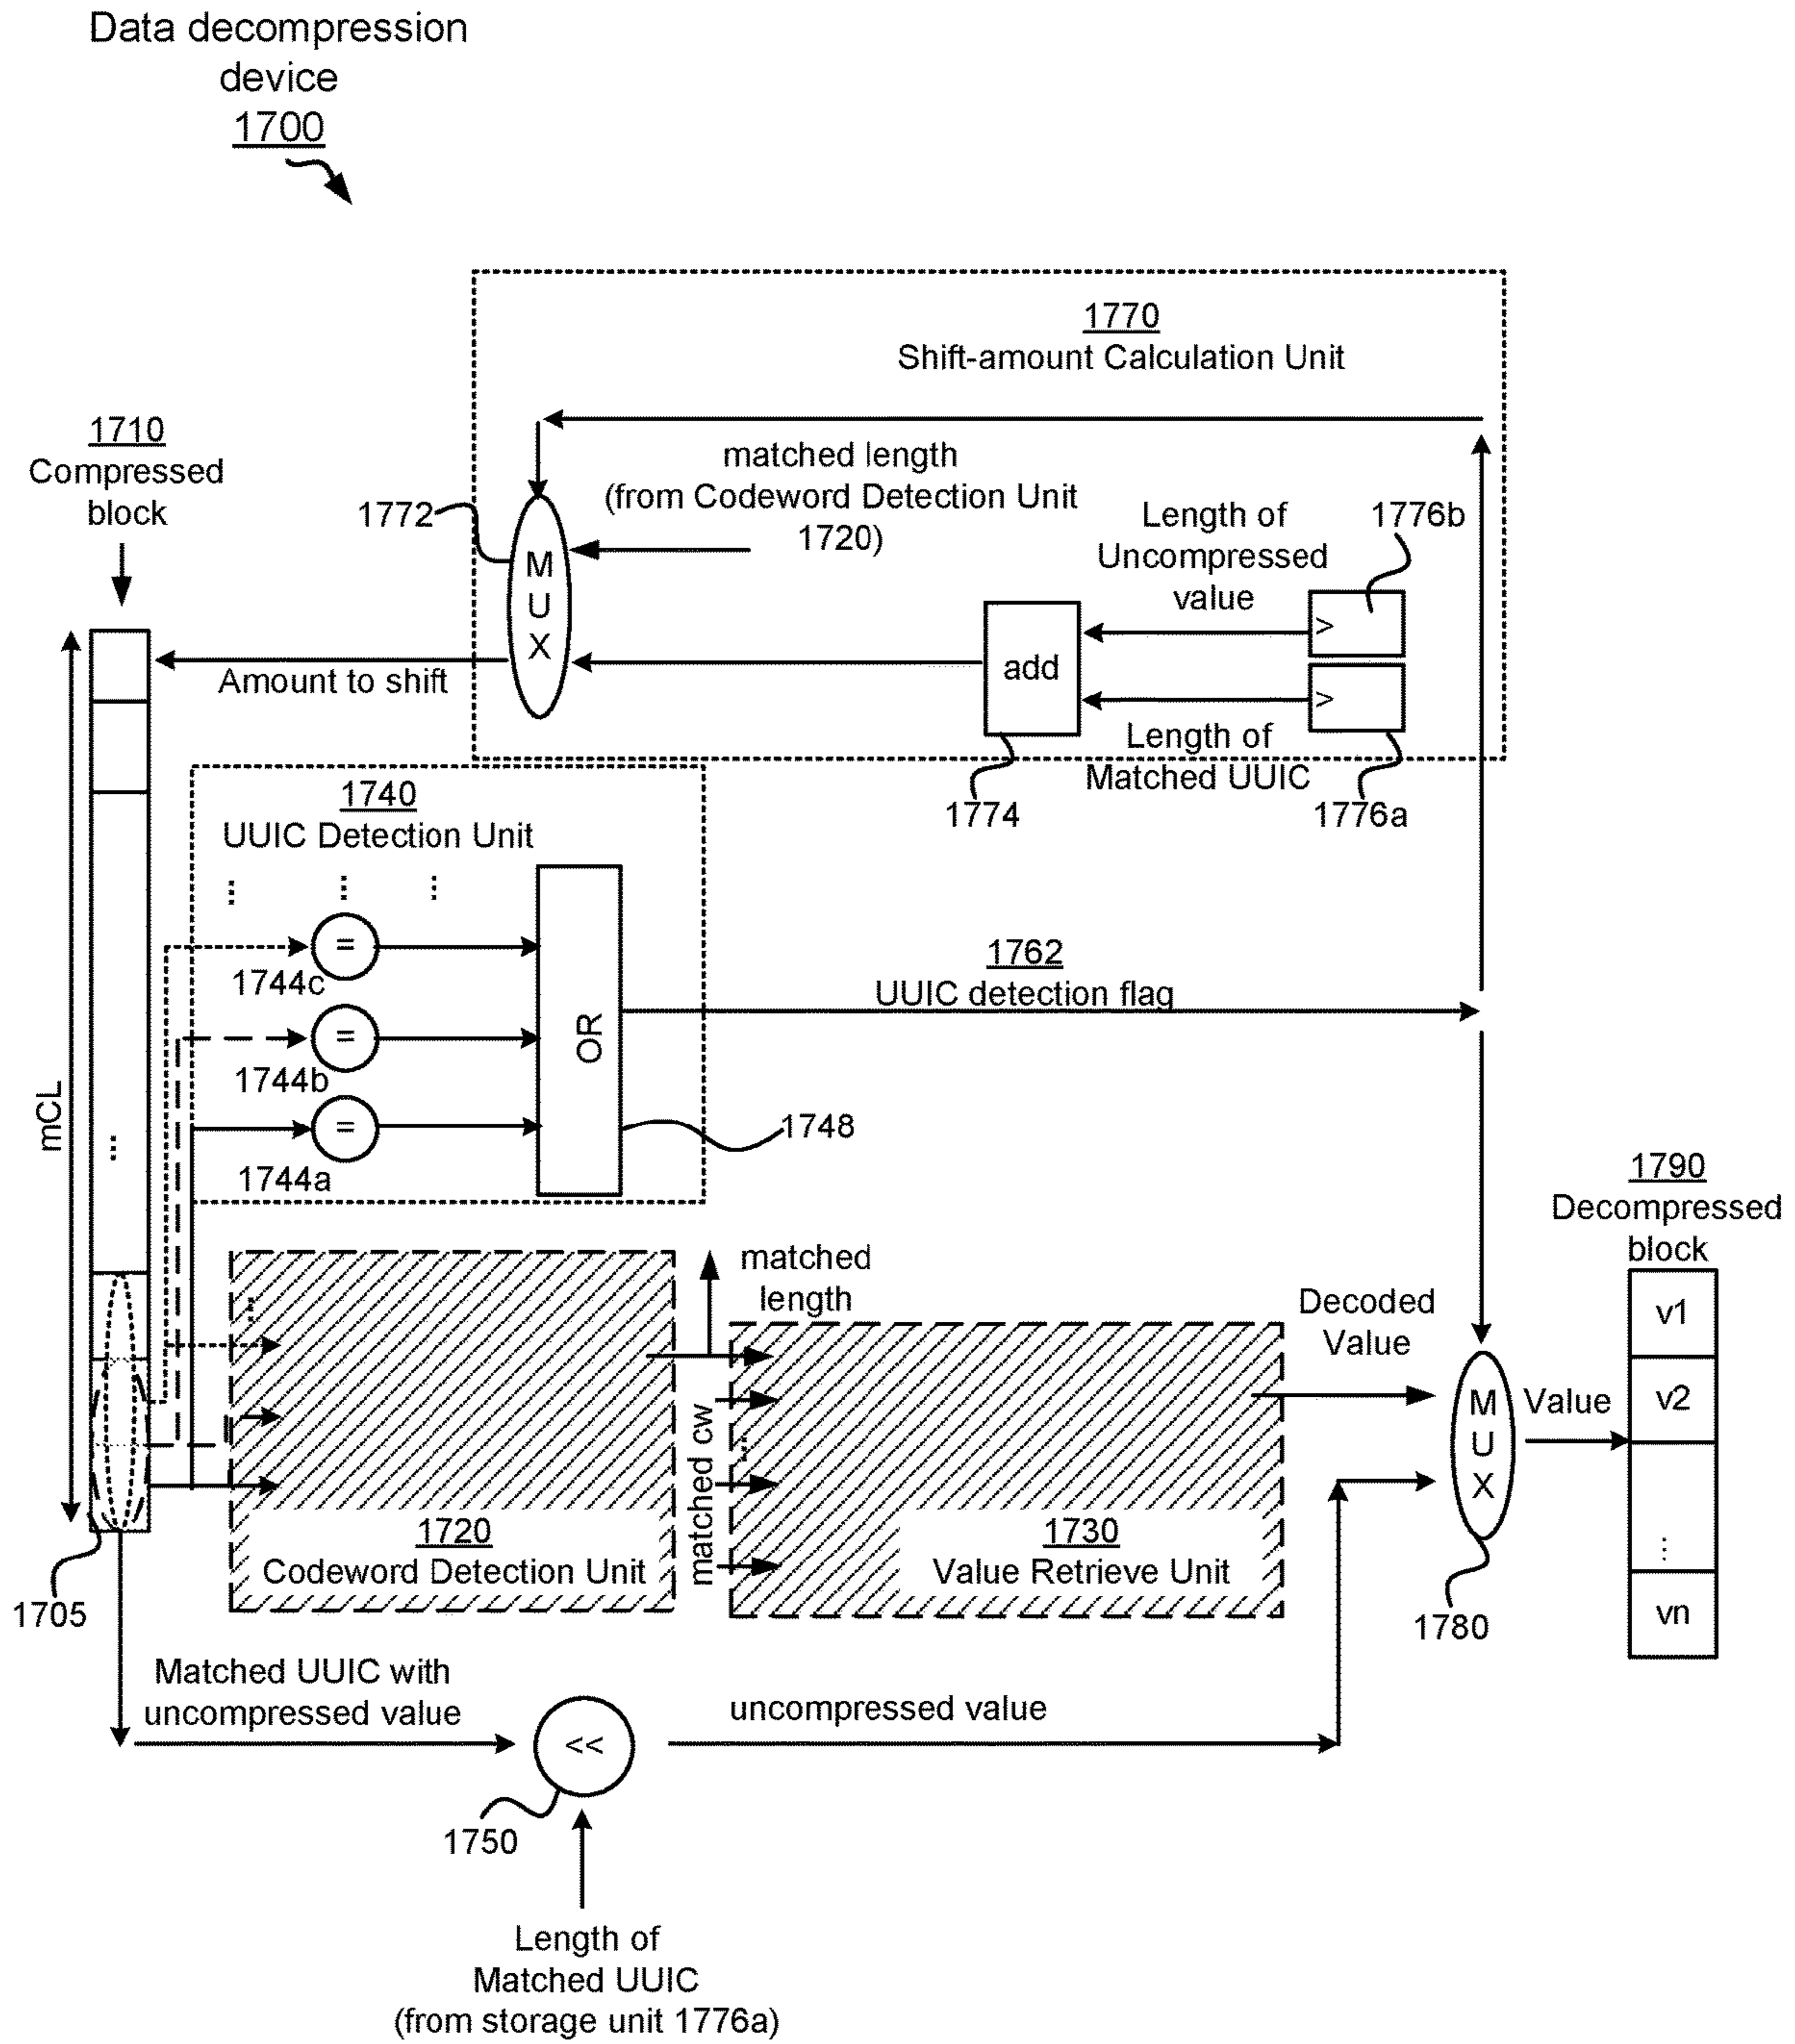 Data decompression
device
1700
1770
Shift-amount Calculation Unit
1710
Compressed
block
matched length
(from Codeword Detection Unit
1720)
1772
M
U
X
Length of
Uncompressed
value
1776b
>
add
>
Amount to shift
Length of
Matched UUIC
1774
1776a
1740
UUIC Detection Unit
...
...
...
=
1744c
=
1744b
=
1744a
OR
1748
1762
UUIC detection flag
mCL
...
1790
Decompressed
block
v1
v2
...
vn
matched
length
Decoded
Value
...
matched cw
...
M
U
X
Value
1720
Codeword Detection Unit
1730
Value Retrieve Unit
1705
1780
Matched UUIC with
uncompressed value
<<
uncompressed value
1750
Length of
Matched UUIC
(from storage unit 1776a)